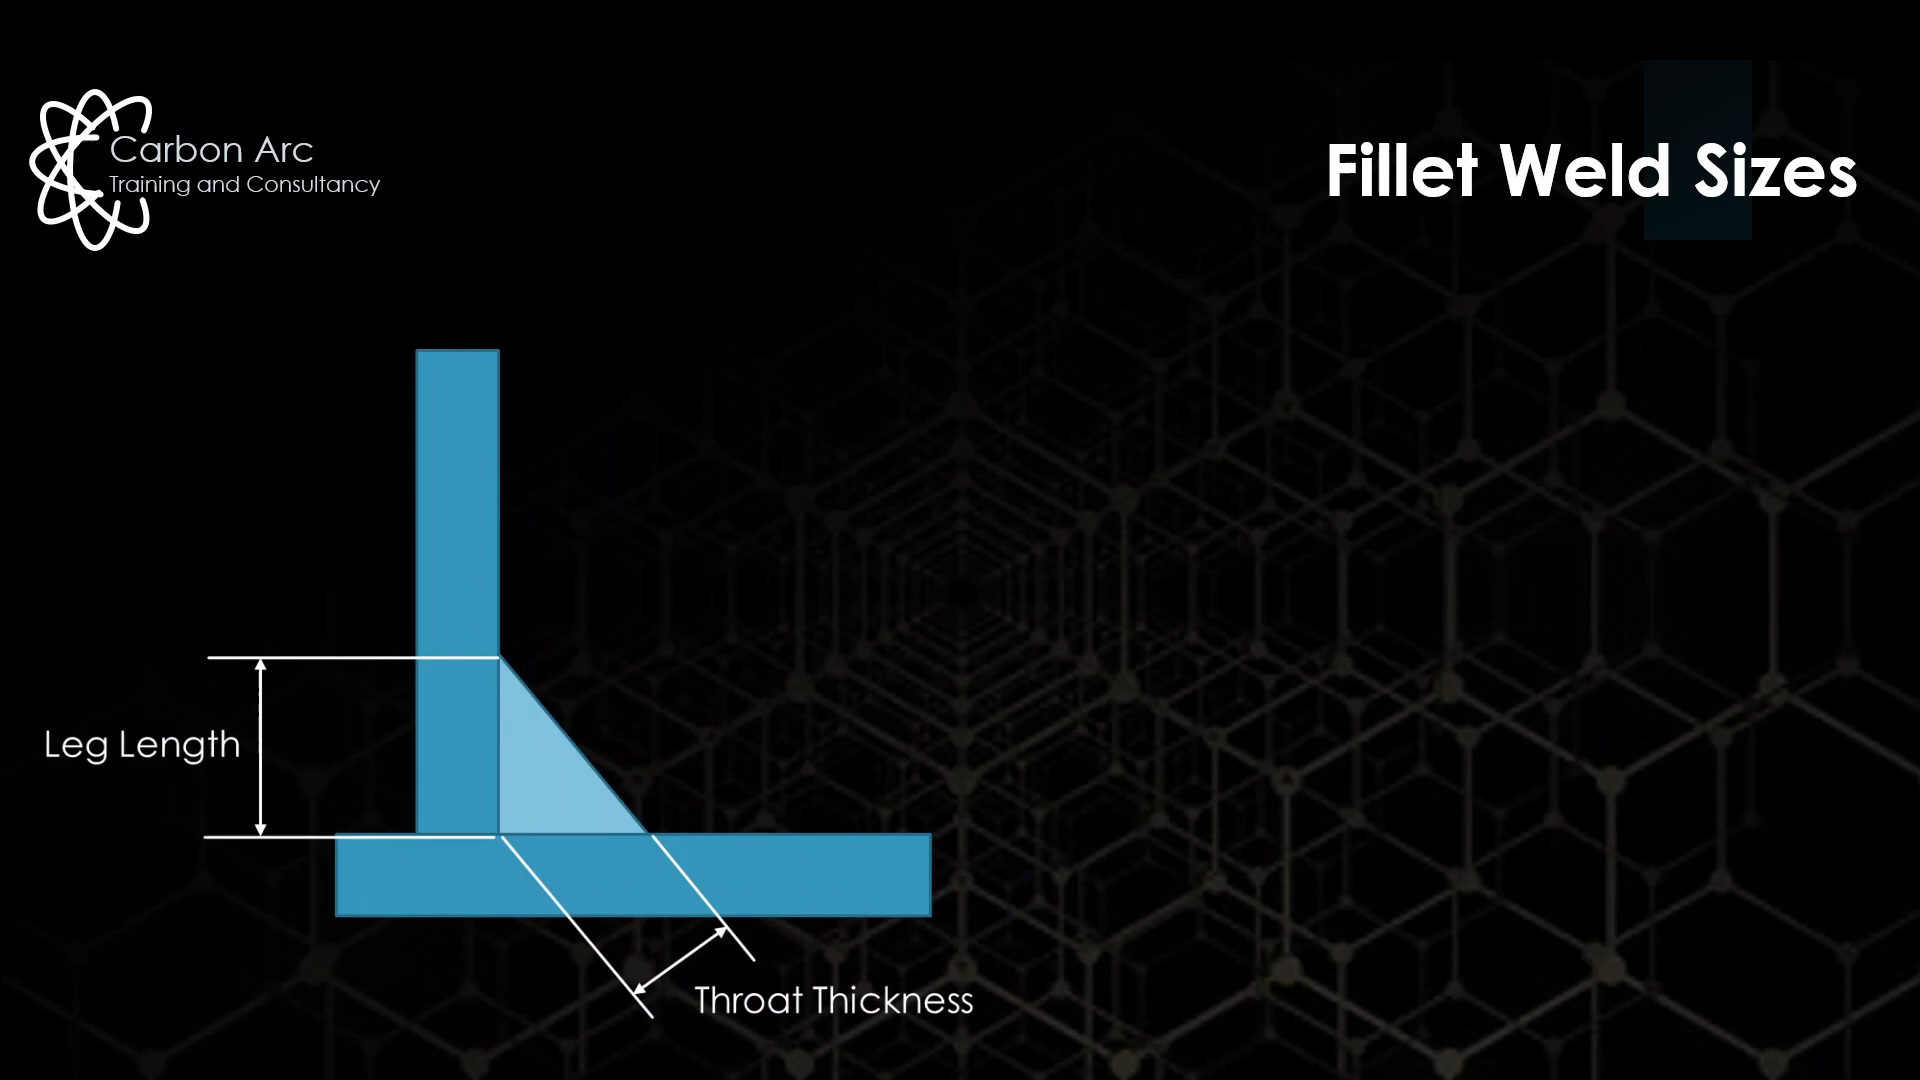 Carbon Arc
Training and Consultancy
Fillet Weld Sizes
Leg Length
Throat Thickness